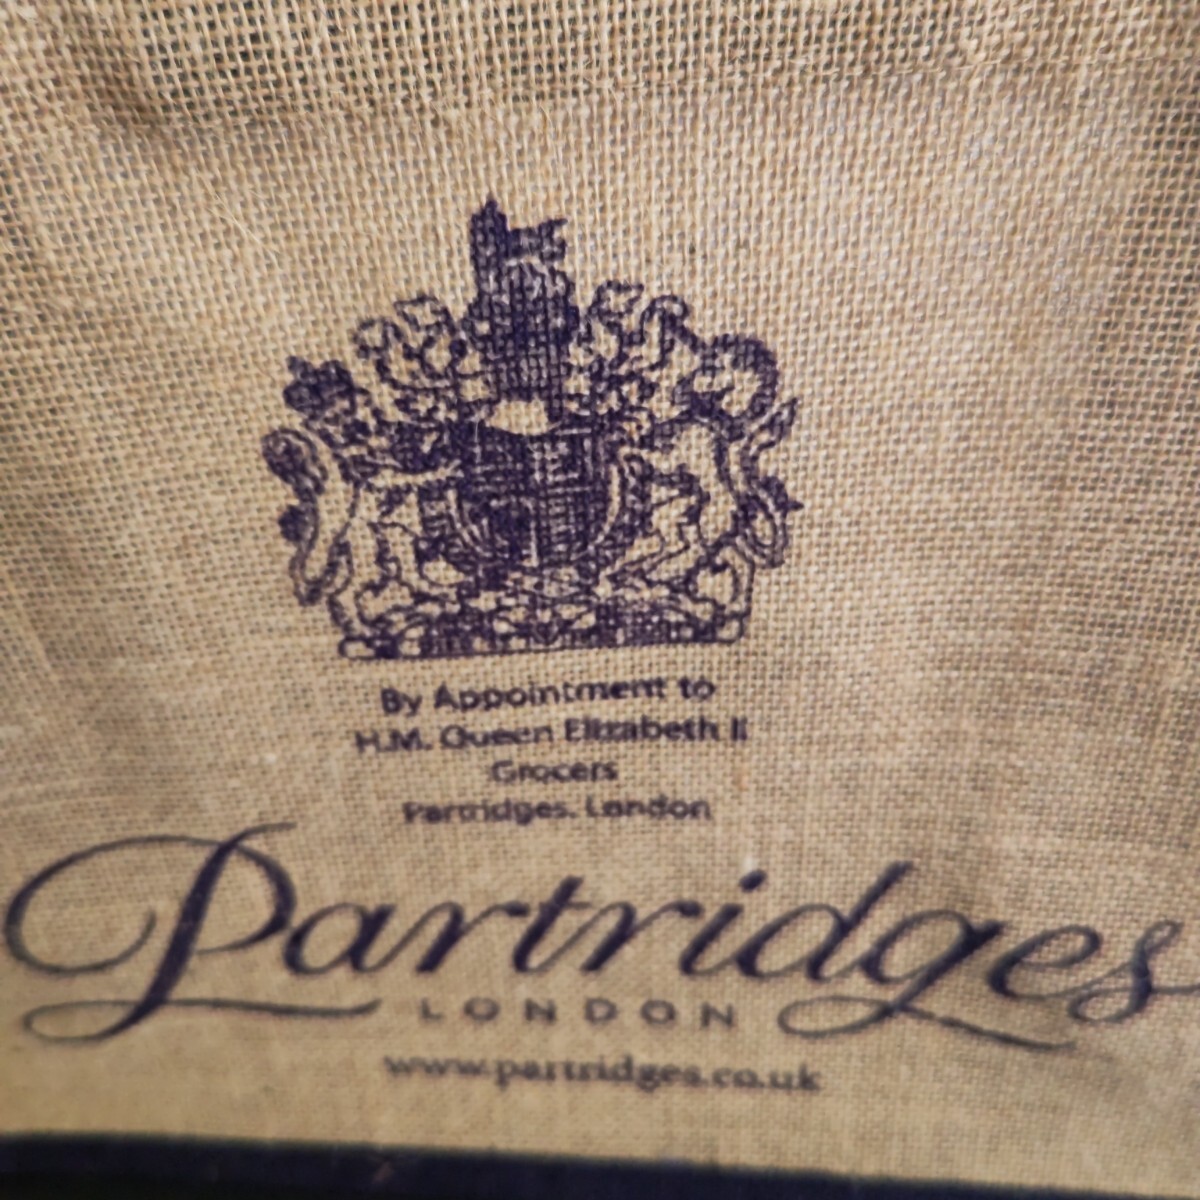 By Appointment to
H.M. Queen Elizabeth II
Grocers
Partridges. London
Partridges
LONDON
www.partridges.co.uk